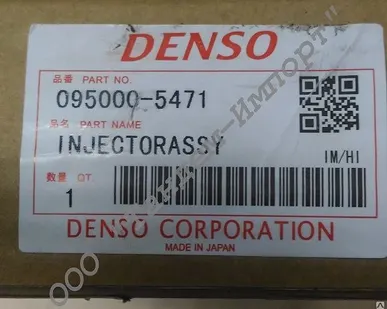 DENSO
品番 PART NO.
095000-5471
品名 PART NAME
INJECTORASSY
IM/HI
数量 Q'T.
1
DENSO CORPORATION
MADE IN JAPAN